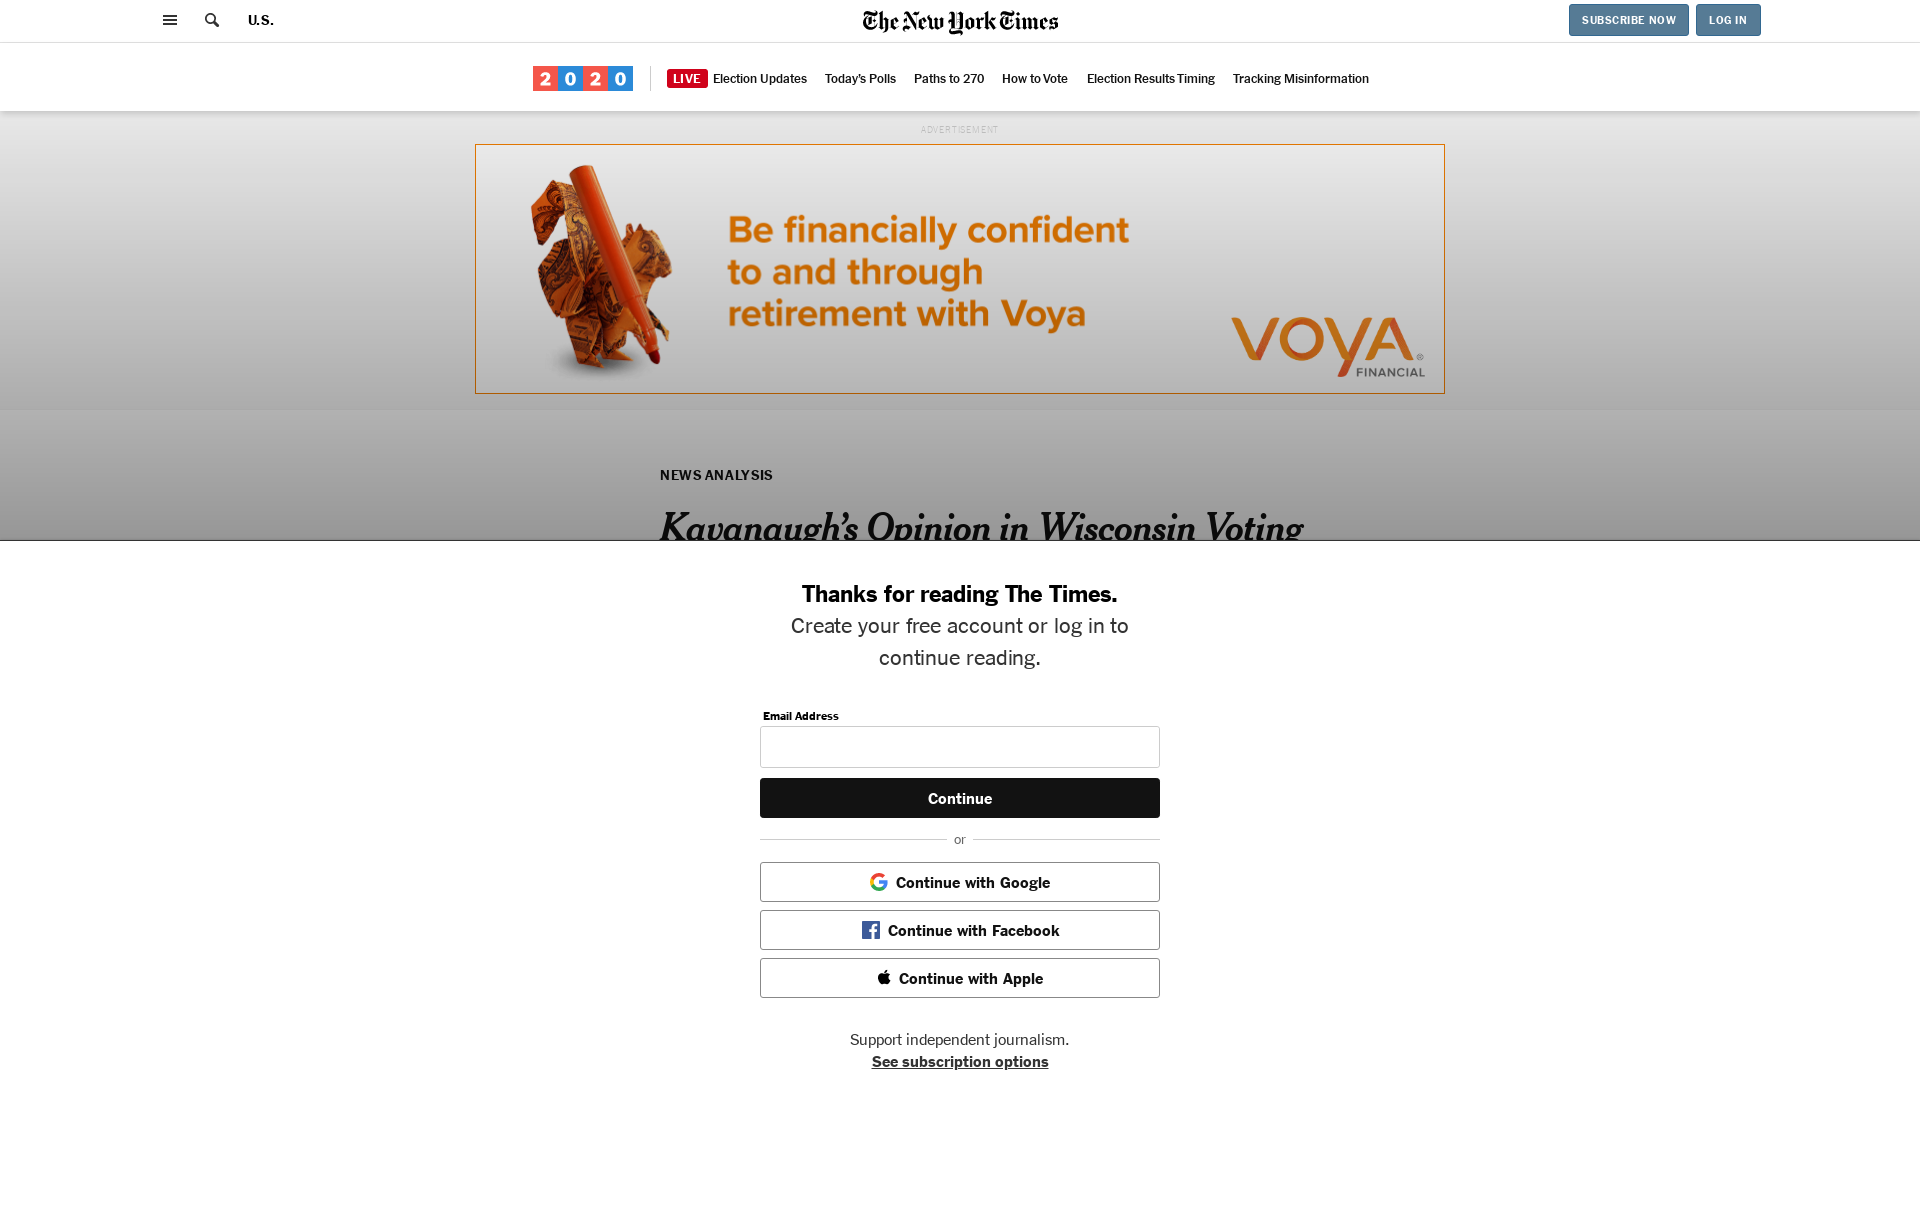 U.S.
The New York Times
SUBSCRIBE NOW
LOG IN
2020
LIVE Election Updates
Today's Polls
Paths to 270
How to Vote
Election Results Timing
Tracking Misinformation
ADVERTISEMENT
Be financially confident
to and through
retirement with Voya
VOYA®
FINANCIAL
NEWS ANALYSIS
Kavanaugh's Opinion in Wisconsin Voting
Thanks for reading The Times.
Create your free account or log in to
continue reading.
Email Address
Continue
or
Continue with Google
Continue with Facebook
Continue with Apple
Support independent journalism.
See subscription options